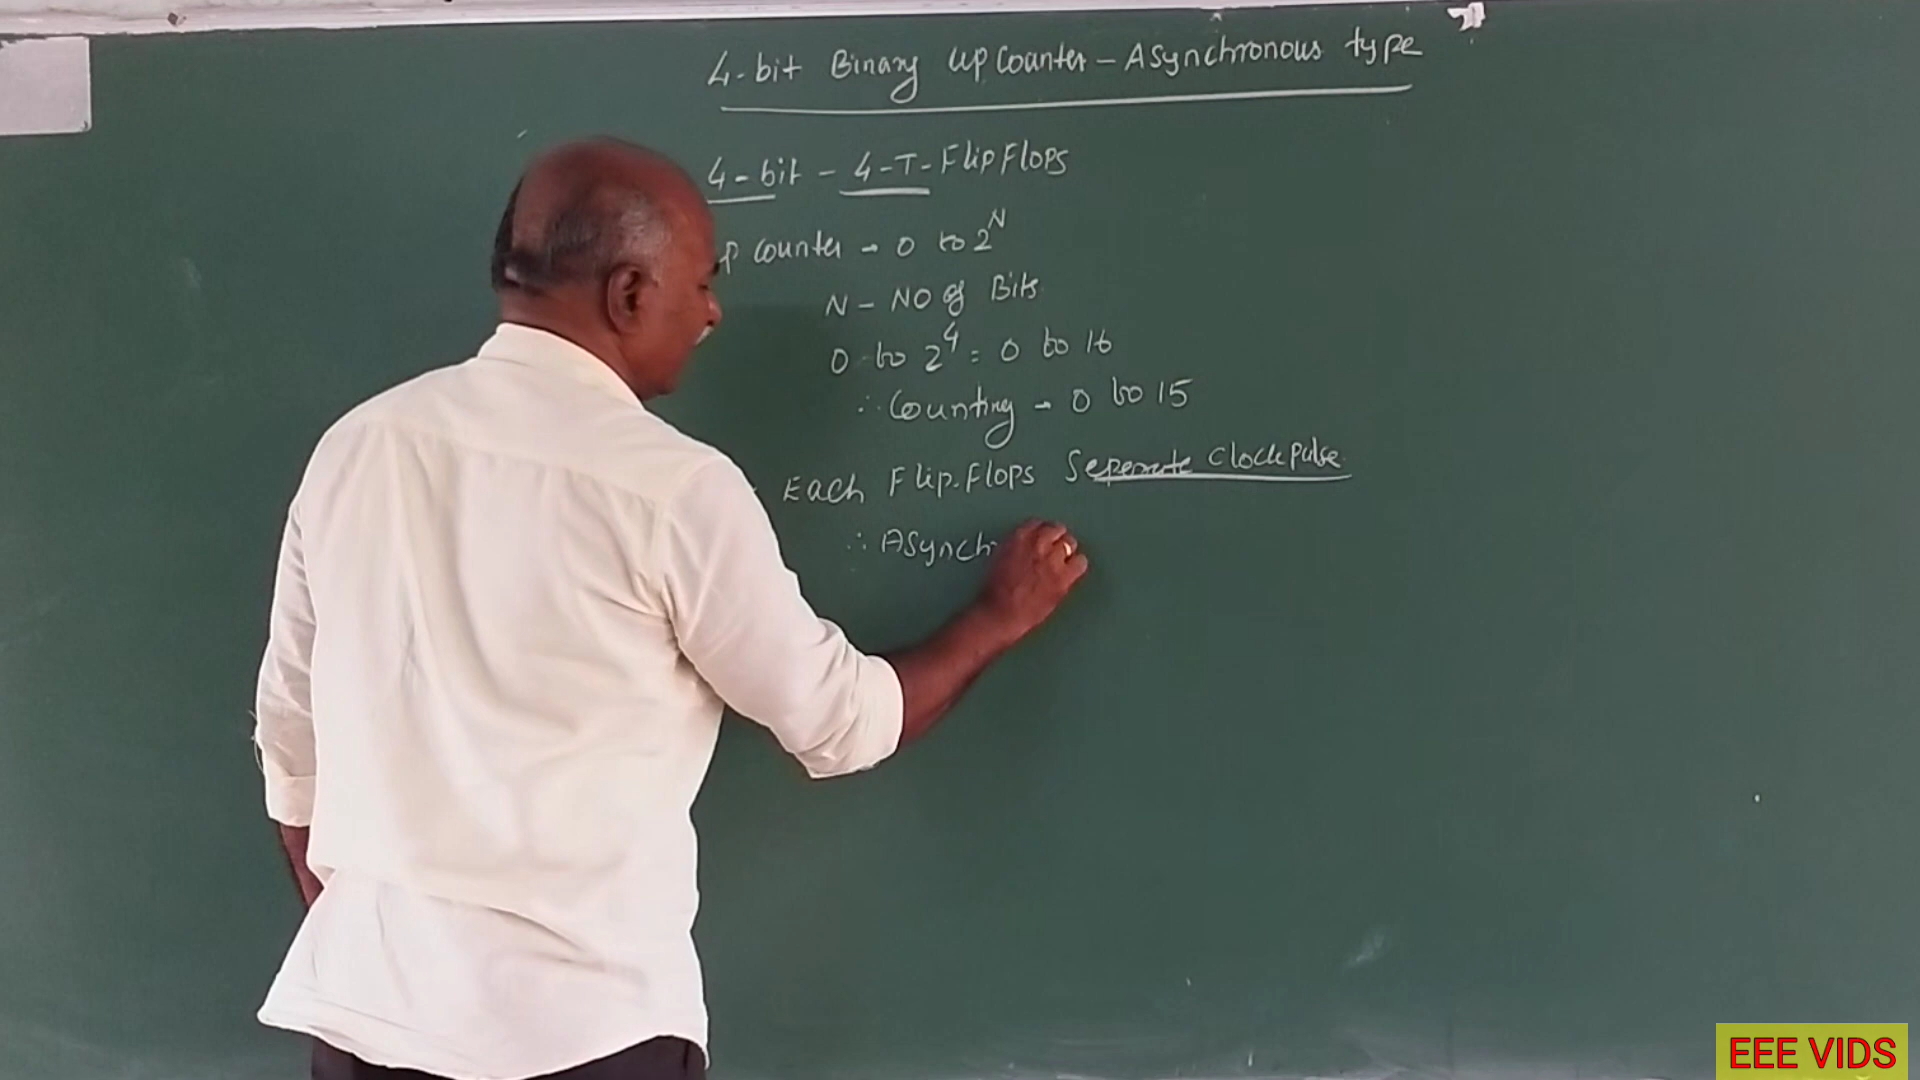 4-bit Binary Up Counter - Asynchronous type
4-bit - 4-T-FlipFlops
p Counter - 0 to 2^N
N - NO of Bits
0 to 2^4 = 0 to 16
∴ Counting - 0 to 15
Each Flip-Flops Seperate Clock Pulse.
∴ Asynch
EEE VIDS